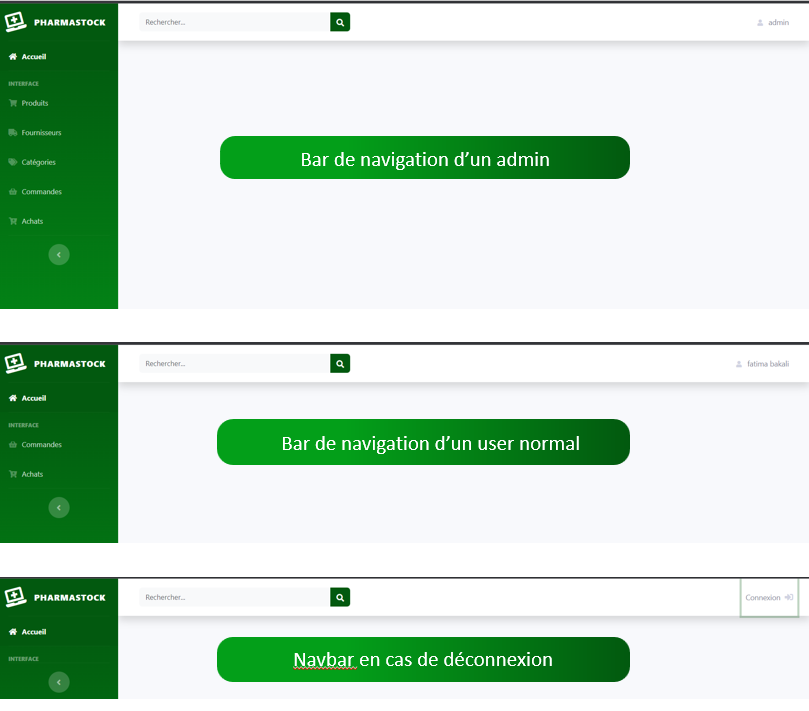 PHARMASTOCK
Rechercher...
admin
Accueil
INTERFACE
Produits
Fournisseurs
Catégories
Commandes
Achats
Bar de navigation d’un admin
PHARMASTOCK
Rechercher...
fatima bakali
Accueil
INTERFACE
Commandes
Achats
Bar de navigation d’un user normal
PHARMASTOCK
Rechercher...
Connexion
Accueil
INTERFACE
Navbar en cas de déconnexion